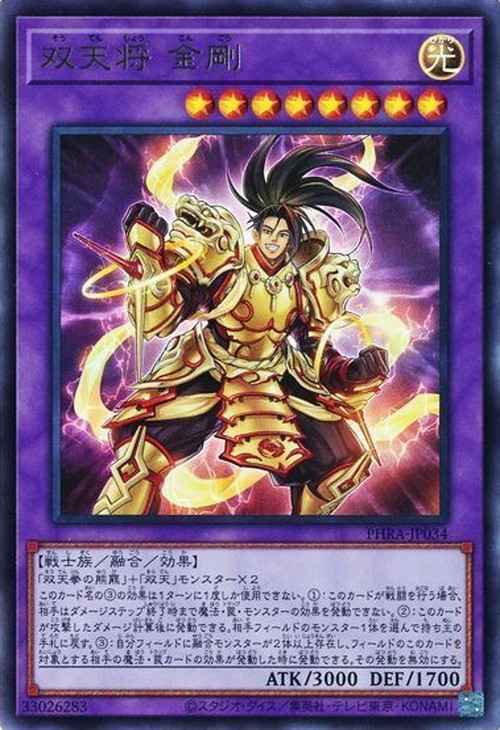 双天将 金剛
光
PHRA-JP034
【戦士族／融合／効果】
「双天拳の熊羆」＋「双天」モンスター×２
このカード名の③の効果は１ターンに１度しか使用できない。①：このカードが戦闘を行う場合、
相手はダメージステップ終了時まで魔法・罠・モンスターの効果を発動できない。②：このカード
が攻撃したダメージ計算後に発動できる。相手フィールドのモンスター１体を選んで持ち主の
手札に戻す。③：自分フィールドに融合モンスターが２体以上存在し、フィールドのこのカードを
対象とする相手の魔法・罠カードの効果が発動した時に発動できる。その発動を無効にする。
ATK/3000 DEF/1700
33026283
©スタジオ・ダイス／集英社・テレビ東京・KONAMI